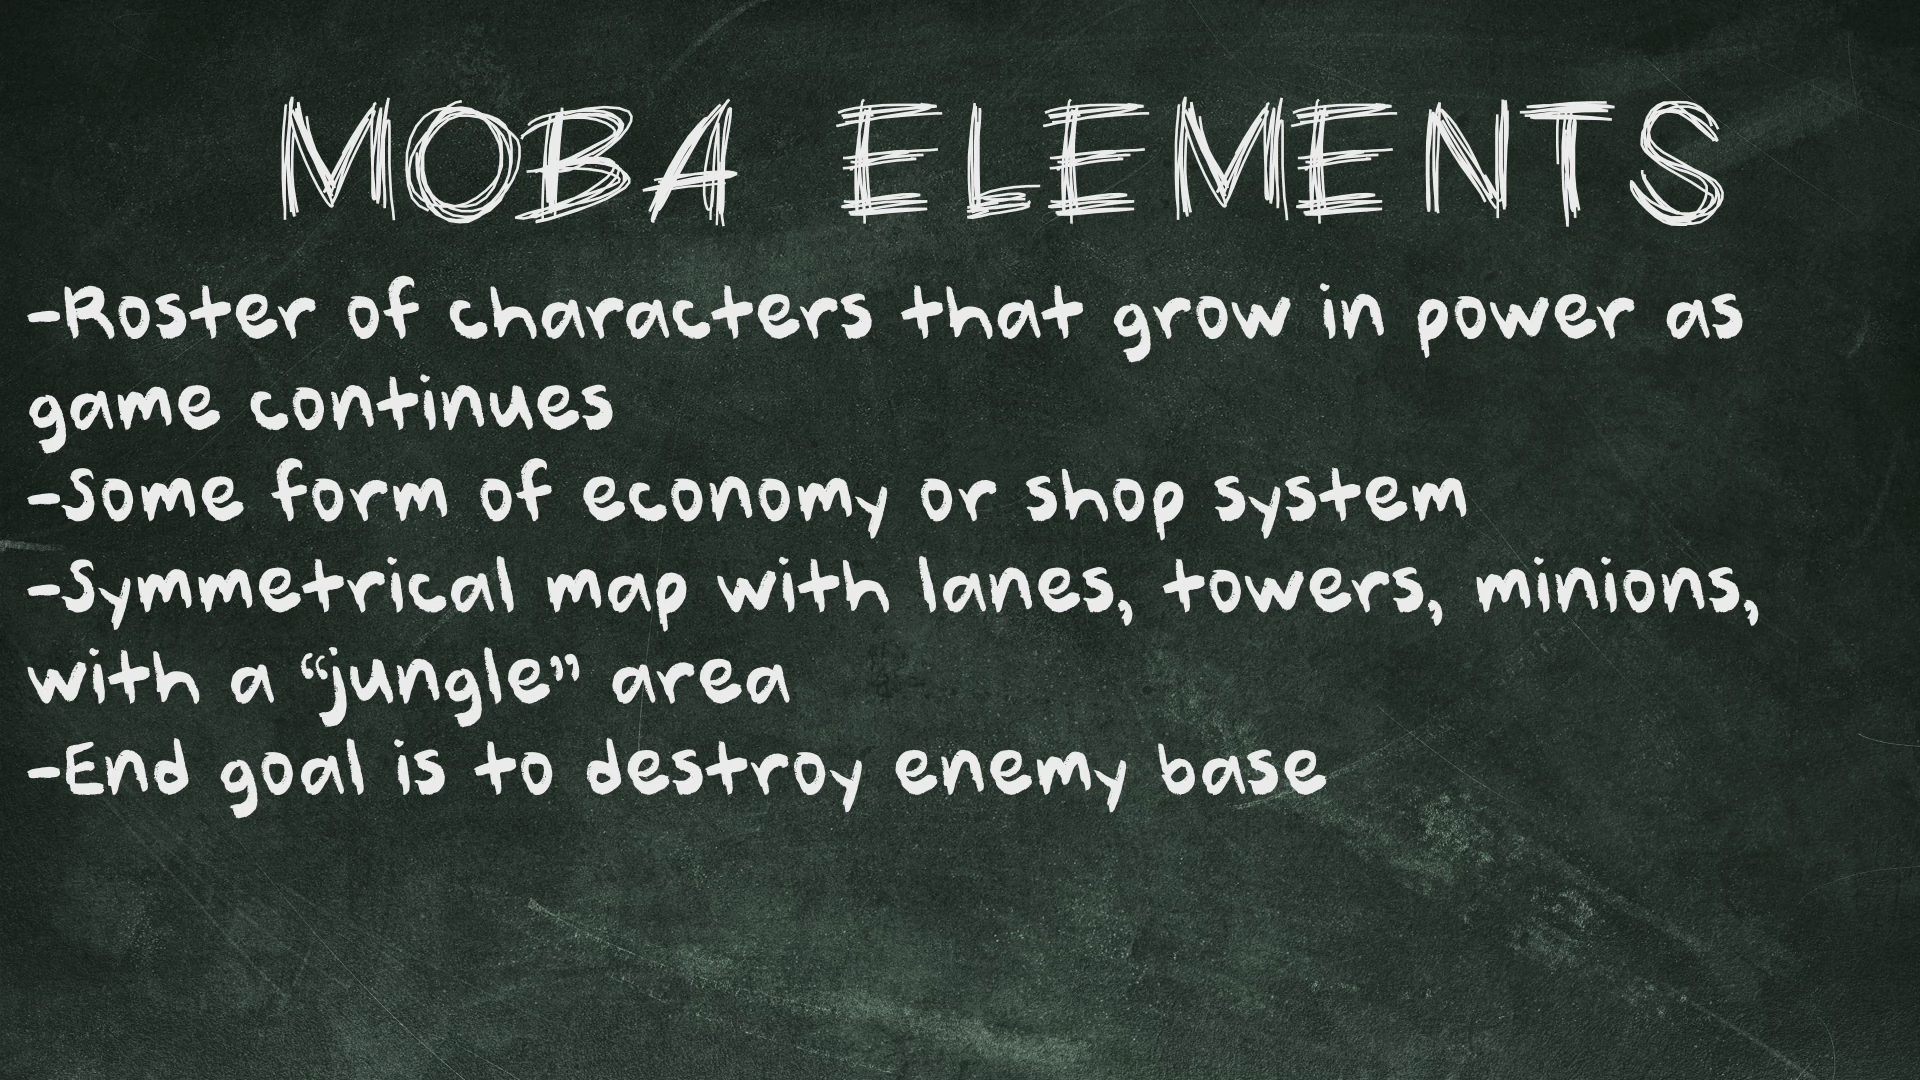 MOBA ELEMENTS
-Roster of characters that grow in power as
game continues
-Some form of economy or shop system
-Symmetrical map with lanes, towers, minions,
with a “jungle” area
-End goal is to destroy enemy base